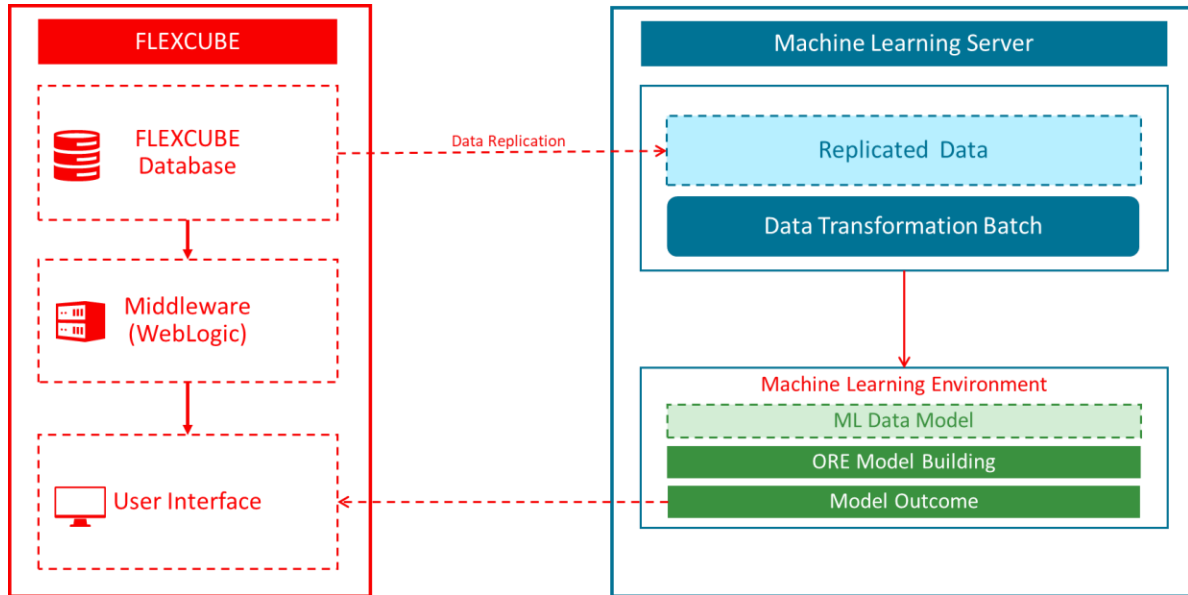 FLEXCUBE
FLEXCUBE
Database
Middleware
(WebLogic)
User Interface
Data Replication
Machine Learning Server
Replicated Data
Data Transformation Batch
Machine Learning Environment
ML Data Model
ORE Model Building
Model Outcome